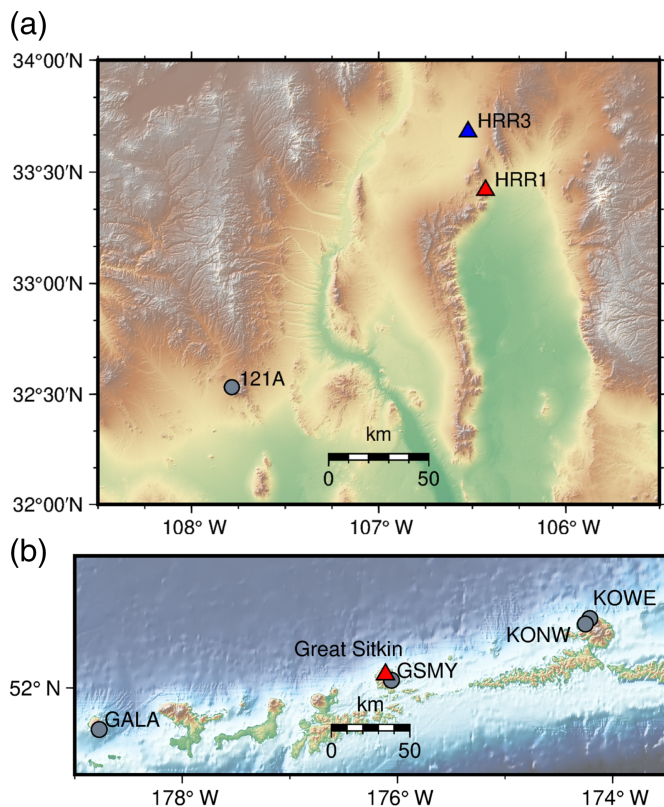 (a)
34°00′N
HRR3
33°30′N
HRR1
33°00′N
121A
32°30′N
km
0 50
32°00′N
108° W 107° W 106° W
(b)
KOWE
KONW
Great Sitkin
GSMY
52° N
GALA
km
0 50
178° W 176° W 174° W